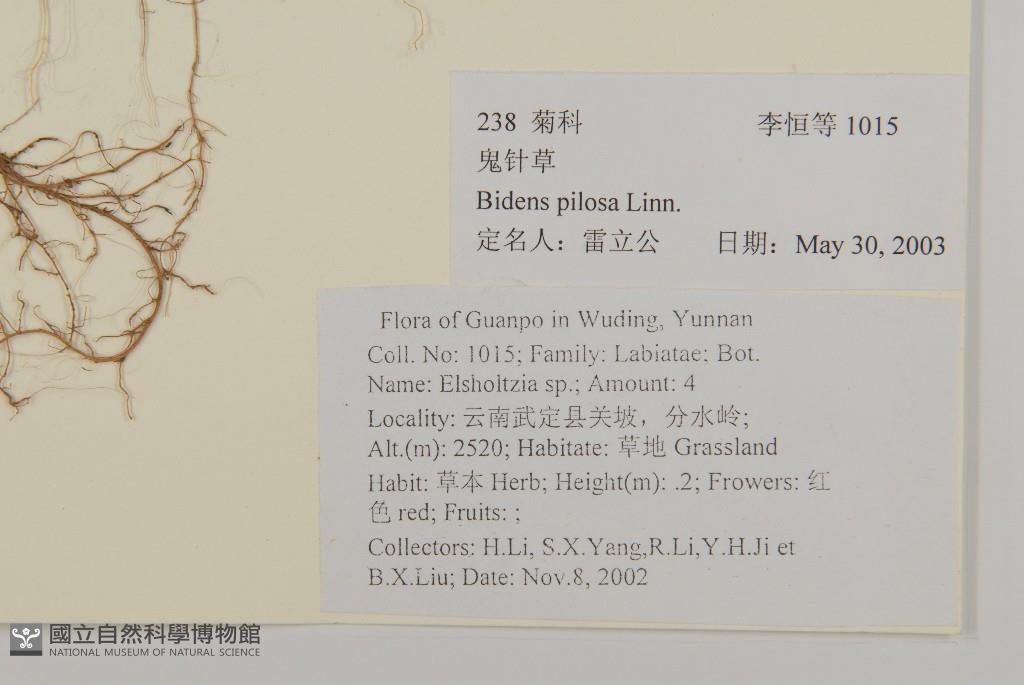 238 菊科 李恒等 1015
鬼针草
Bidens pilosa Linn.
定名人：雷立公 日期：May 30, 2003
Flora of Guanpo in Wuding, Yunnan
Coll. No: 1015; Family: Labiatae; Bot.
Name: Elsholtzia sp.; Amount: 4
Locality: 云南武定县关坡，分水岭;
Alt.(m): 2520; Habitate: 草地 Grassland
Habit: 草本 Herb; Height(m): .2; Frowers: 红
色 red; Fruits: ;
Collectors: H.Li, S.X.Yang,R.Li,Y.H.Ji et
B.X.Liu; Date: Nov.8, 2002
國立自然科學博物館
NATIONAL MUSEUM OF NATURAL SCIENCE